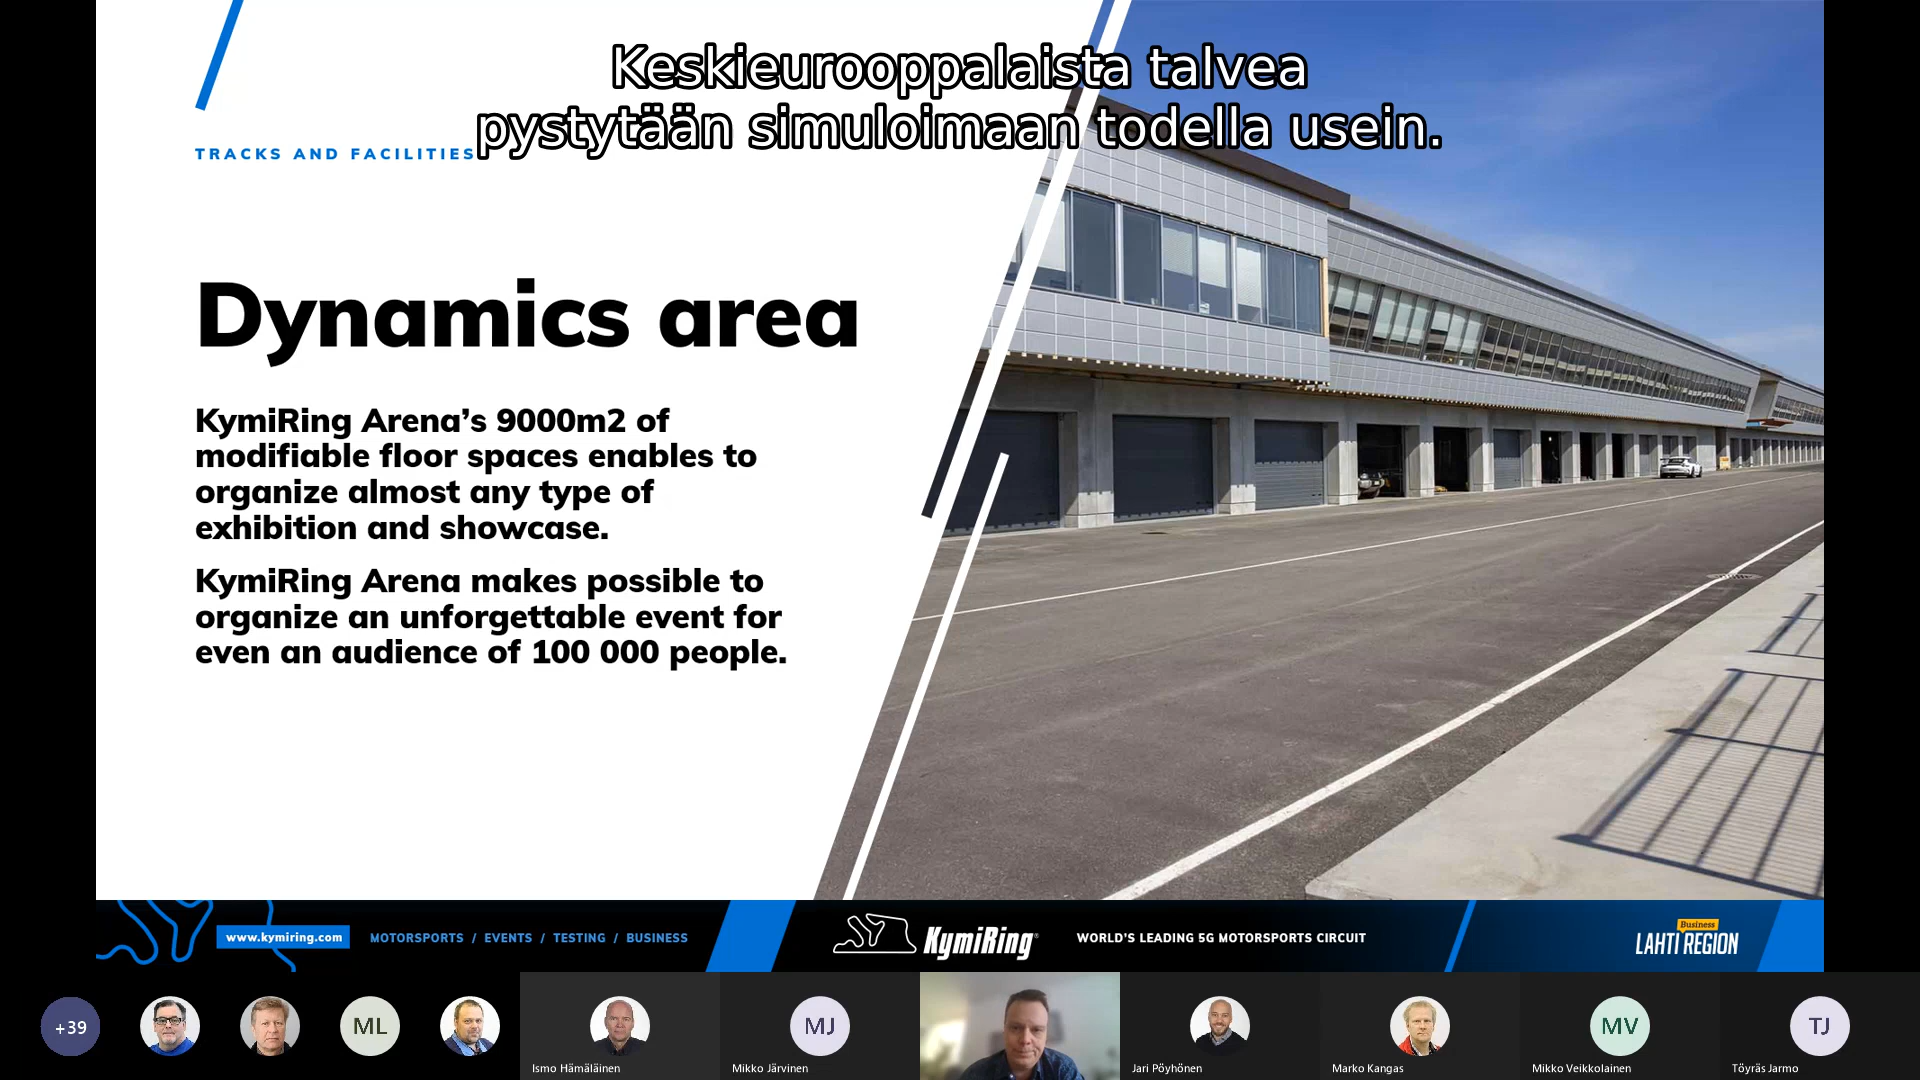 Keskieurooppalaista talvea
pystytään simuloimaan todella usein.
TRACKS AND FACILITIES
Dynamics area
KymiRing Arena’s 9000m2 of
modifiable floor spaces enables to
organize almost any type of
exhibition and showcase.
KymiRing Arena makes possible to
organize an unforgettable event for
even an audience of 100 000 people.
www.kymiring.com
MOTORSPORTS / EVENTS / TESTING / BUSINESS
KymiRing
WORLD'S LEADING 5G MOTORSPORTS CIRCUIT
Business
LAHTI REGION
+39
ML
MJ
MV
TJ
Ismo Hämäläinen
Mikko Järvinen
Jari Pöyhönen
Marko Kangas
Mikko Veikkolainen
Töyräs Jarmo